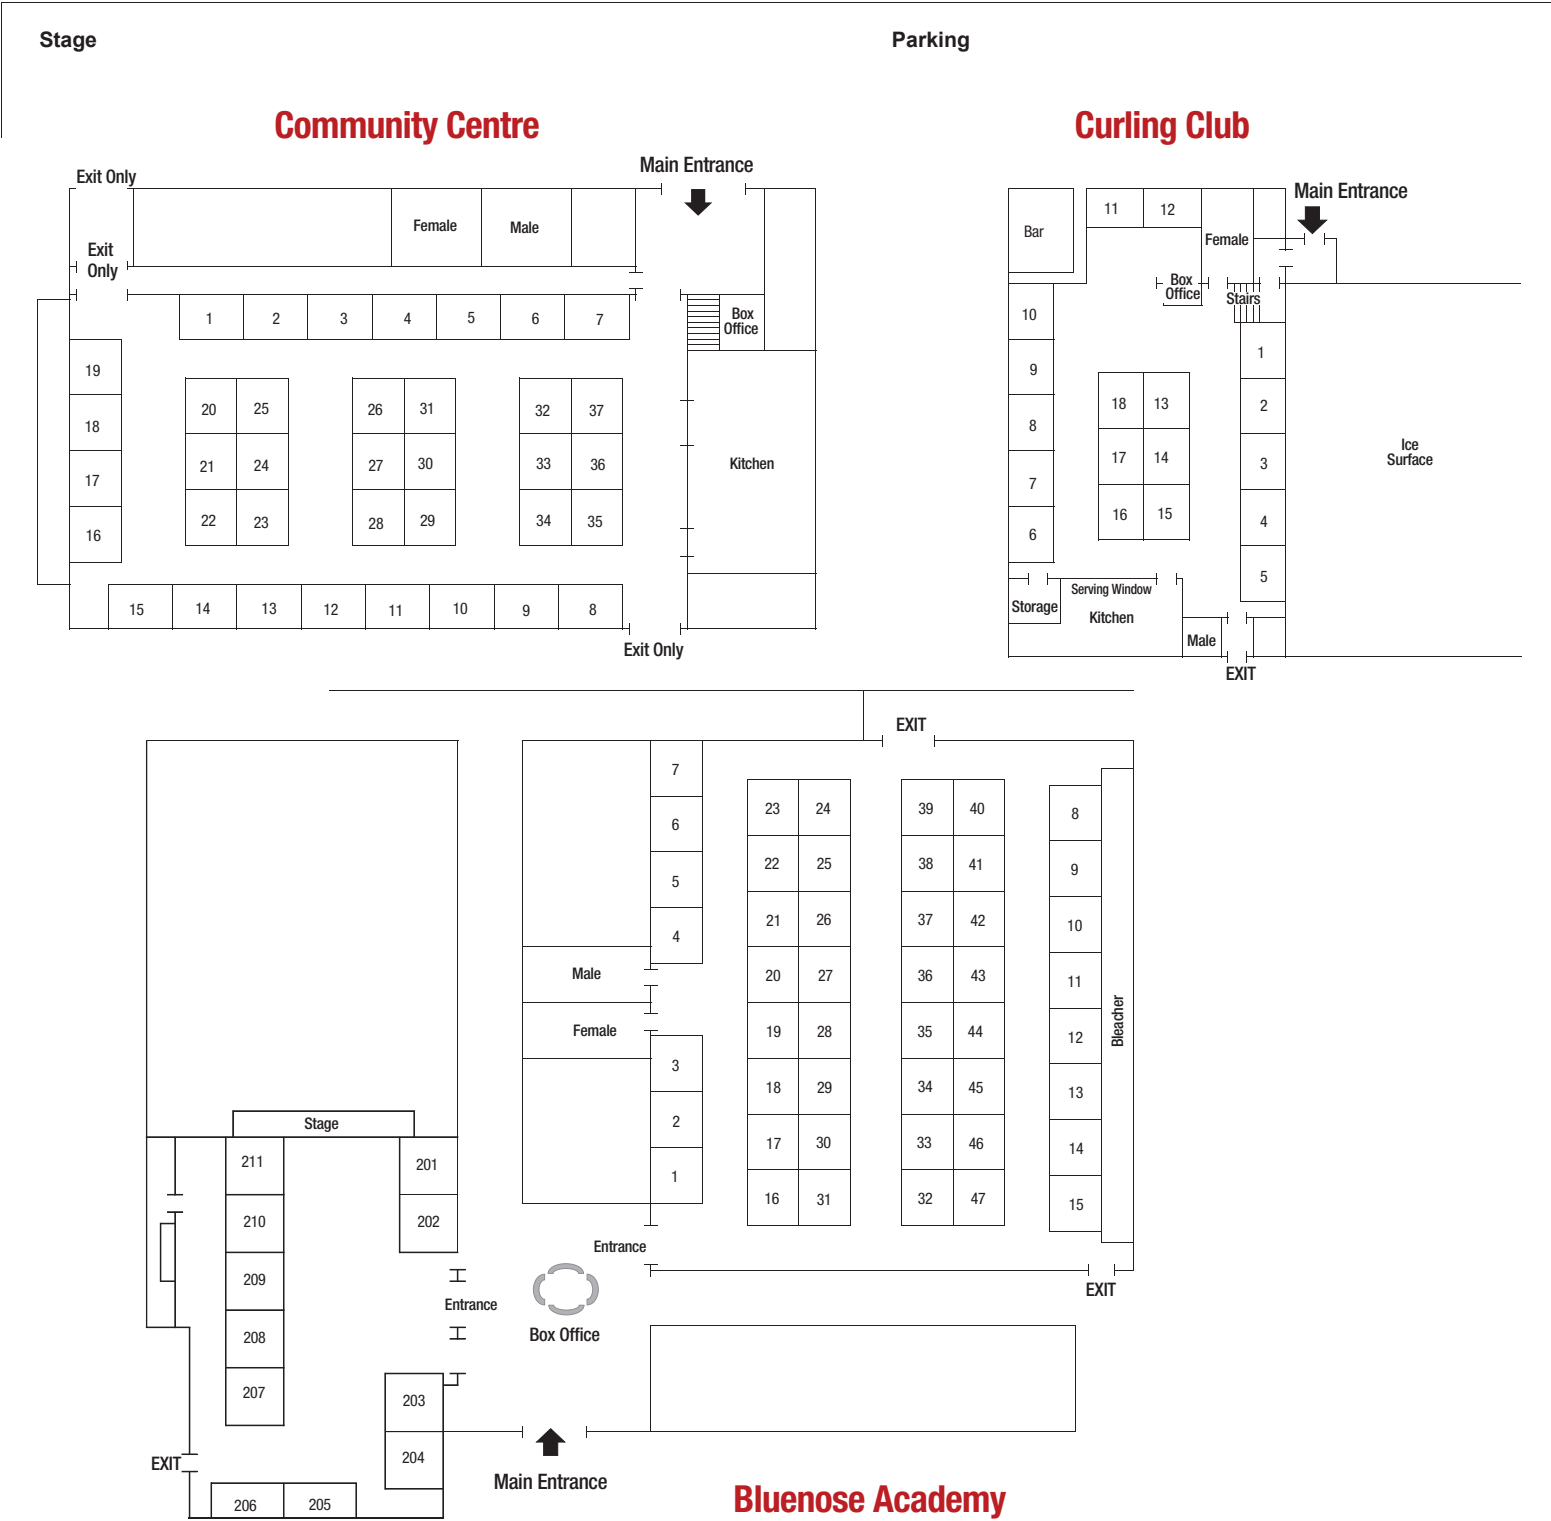 Stage
Parking
Community Centre
Exit Only
Main Entrance
Female
Male
Exit
Only
1
2
3
4
5
6
7
Box
Office
19
18
17
16
20
25
21
24
22
23
26
31
27
30
28
29
32
37
33
36
34
35
Kitchen
15
14
13
12
11
10
9
8
Exit Only
Curling Club
Main Entrance
Bar
11
12
Female
Box
Office
Stairs
10
9
8
7
6
18
13
17
14
16
15
1
2
3
4
5
Ice
Surface
Storage
Serving Window
Kitchen
Male
EXIT
EXIT
7
6
5
4
Male
Female
3
2
1
23
24
22
25
21
26
20
27
19
28
18
29
17
30
16
31
39
40
38
41
37
42
36
43
35
44
34
45
33
46
32
47
8
9
10
11
12
13
14
15
Bleacher
Entrance
EXIT
Stage
211
210
209
208
207
201
202
Entrance
Box Office
203
204
EXIT
206
205
Main Entrance
Bluenose Academy